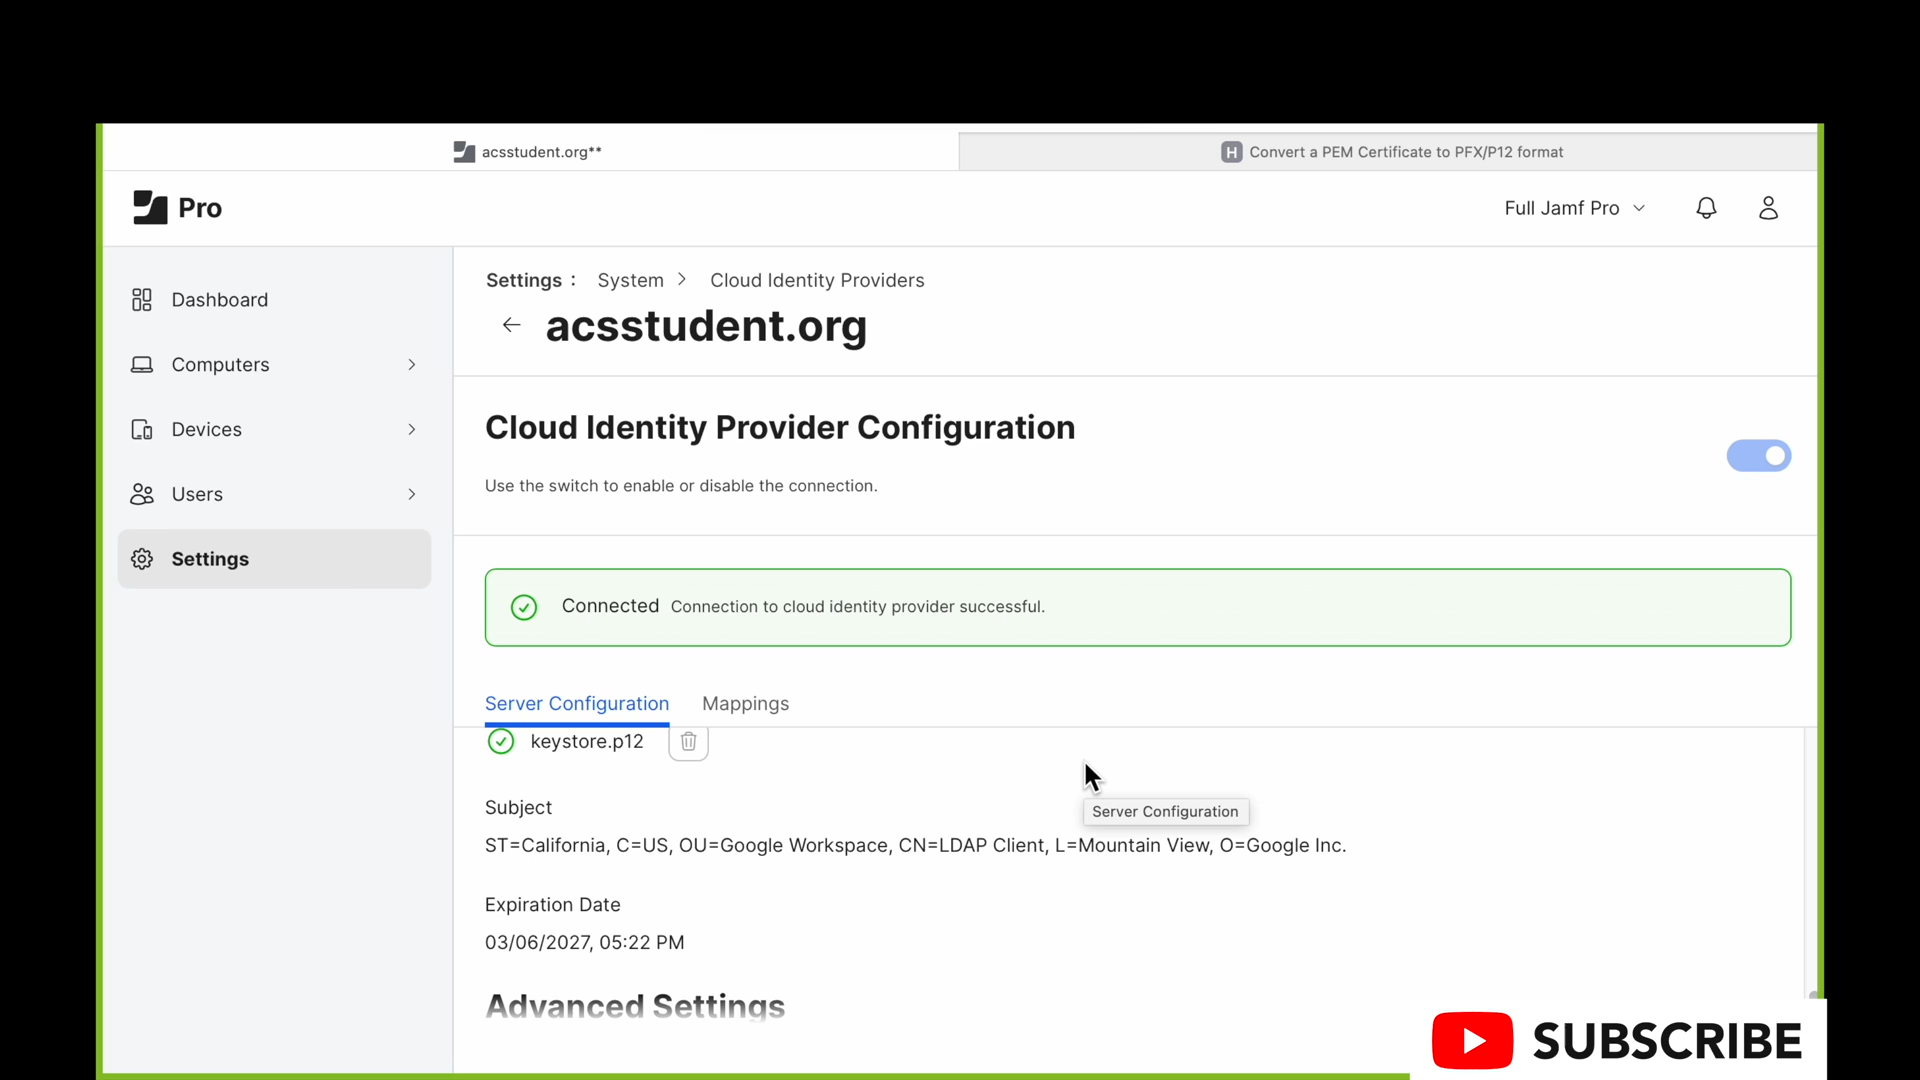 acsstudent.org**
H Convert a PEM Certificate to PFX/P12 format
Pro
Full Jamf Pro
Dashboard
Computers
Devices
Users
Settings
Settings : System > Cloud Identity Providers
acsstudent.org
Cloud Identity Provider Configuration
Use the switch to enable or disable the connection.
Connected Connection to cloud identity provider successful.
Server Configuration Mappings
keystore.p12
Server Configuration
Subject
ST=California, C=US, OU=Google Workspace, CN=LDAP Client, L=Mountain View, O=Google Inc.
Expiration Date
03/06/2027, 05:22 PM
Advanced Settings
SUBSCRIBE